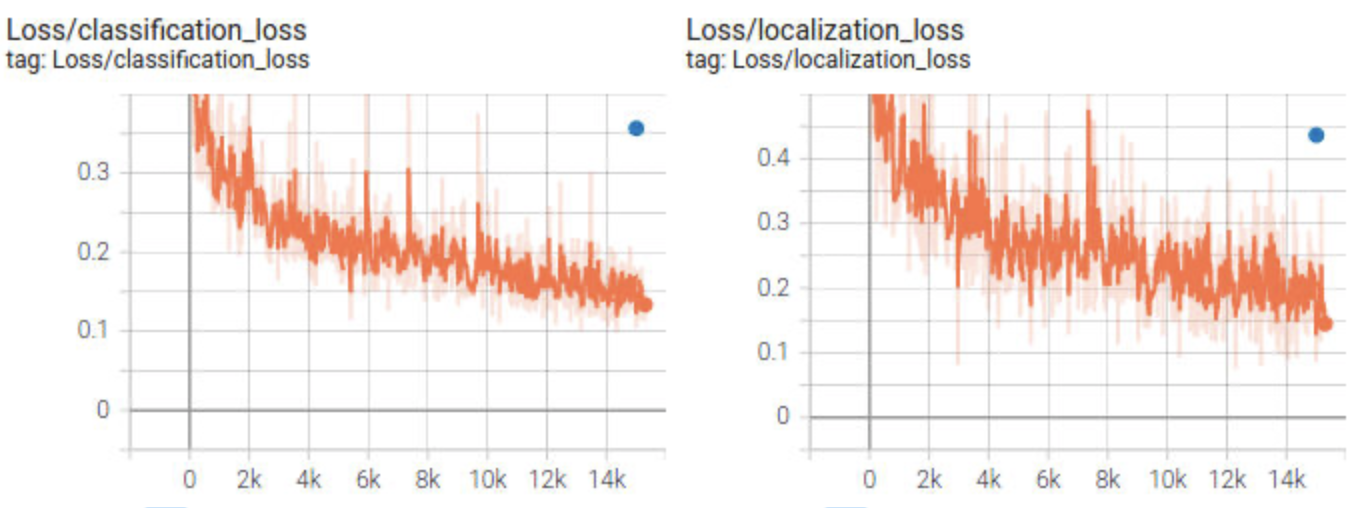 Loss/classification_loss
tag: Loss/classification_loss
0.3
0.2
0.1
0
0 2k 4k 6k 8k 10k 12k 14k
Loss/localization_loss
tag: Loss/localization_loss
0.4
0.3
0.2
0.1
0
0 2k 4k 6k 8k 10k 12k 14k